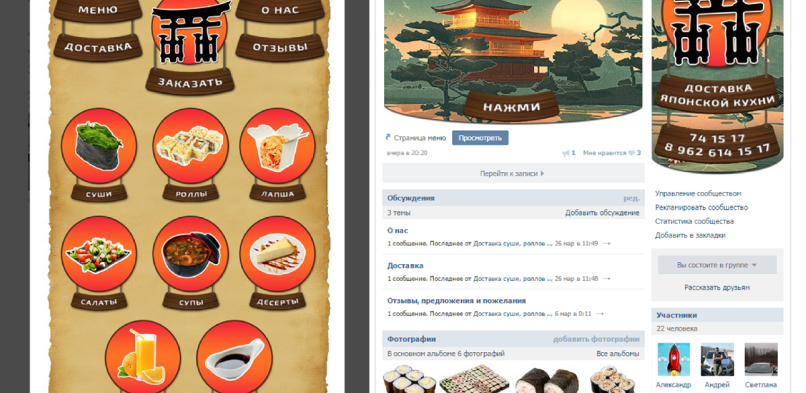 МЕНЮ
О НАС
ДОСТАВКА
ОТЗЫВЫ
ЗАКАЗАТЬ
СУШИ
РОЛЛЫ
ЛАПША
САЛАТЫ
СУПЫ
ДЕСЕРТЫ
НАЖМИ
Страница меню Просмотреть
вчера в 20:20
1 Мне нравится 3
Перейти к записи
Обсуждения ред.
3 темы Добавить обсуждение
О нас
1 сообщение. Последнее от Доставка суши, роллов ..., 26 мар в 11:49 →
Доставка
1 сообщение. Последнее от Доставка суши, роллов ..., 26 мар в 11:48 →
Отзывы, предложения и пожелания
1 сообщение. Последнее от Доставка суши, роллов ..., 6 мар в 0:11 →
Фотографии добавить фотографии
В основном альбоме 6 фотографий Все альбомы
ДОСТАВКА
ЯПОНСКОЙ КУХНИ
74 15 17
8 962 614 15 17
Управление сообществом
Рекламировать сообщество
Статистика сообщества
Добавить в закладки
Вы состоите в группе
Рассказать друзьям
Участники
22 человека
Александр Андрей Светлана